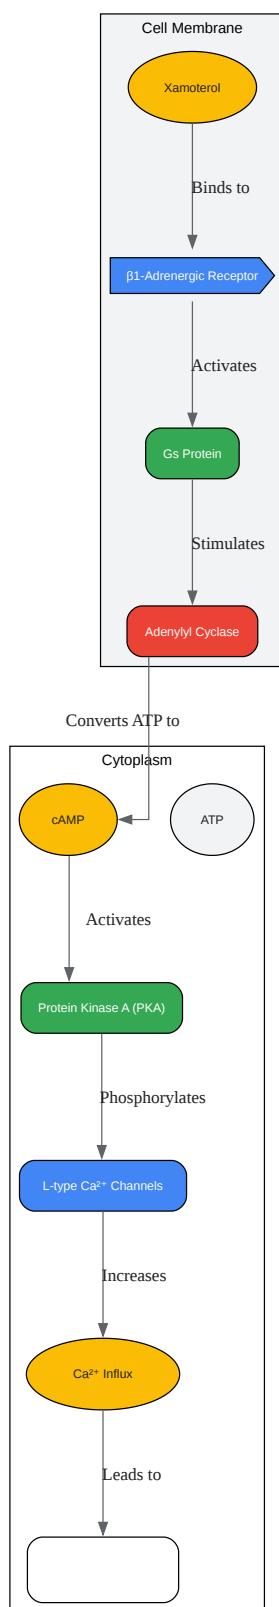 Cell Membrane
Xamoterol
Binds to
β1-Adrenergic Receptor
Activates
Gs Protein
Stimulates
Adenylyl Cyclase
Converts ATP to
Cytoplasm
cAMP
ATP
Activates
Protein Kinase A (PKA)
Phosphorylates
L-type Ca²⁺ Channels
Increases
Ca²⁺ Influx
Leads to